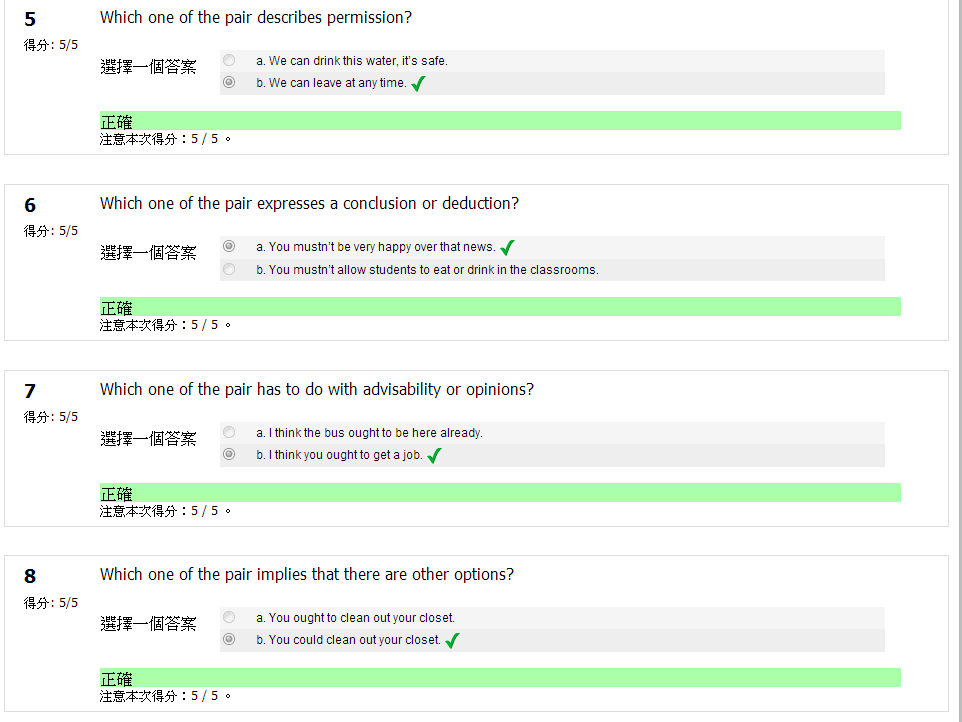 5
Which one of the pair describes permission?
得分: 5/5
選擇一個答案
a. We can drink this water, it's safe.
b. We can leave at any time.
正確
注意本次得分：5 / 5 。
6
Which one of the pair expresses a conclusion or deduction?
得分: 5/5
選擇一個答案
a. You mustn't be very happy over that news.
b. You mustn't allow students to eat or drink in the classrooms.
正確
注意本次得分：5 / 5 。
7
Which one of the pair has to do with advisability or opinions?
得分: 5/5
選擇一個答案
a. I think the bus ought to be here already.
b. I think you ought to get a job.
正確
注意本次得分：5 / 5 。
8
Which one of the pair implies that there are other options?
得分: 5/5
選擇一個答案
a. You ought to clean out your closet.
b. You could clean out your closet.
正確
注意本次得分：5 / 5 。